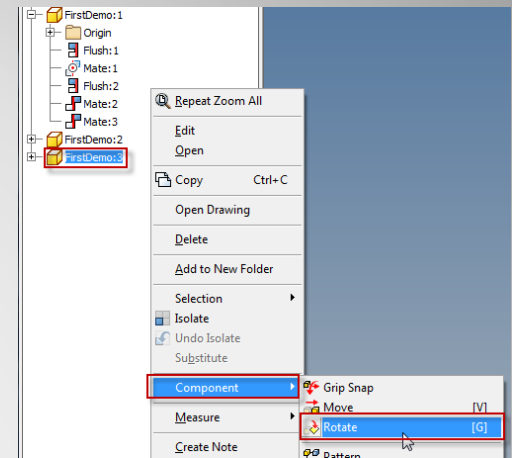 FirstDemo:1
Origin
Flush:1
Mate:1
Flush:2
Mate:2
Mate:3
FirstDemo:2
FirstDemo:3
Repeat Zoom All
Edit
Open
Copy Ctrl+C
Open Drawing
Delete
Add to New Folder
Selection
Isolate
Undo Isolate
Substitute
Component
Measure
Create Note
Grip Snap
Move [V]
Rotate [G]
Pattern